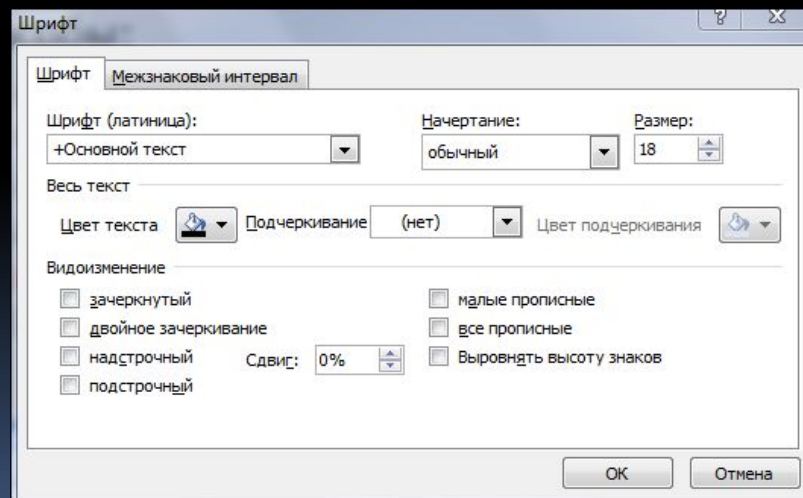 Шрифт
Шрифт Межзнаковый интервал
Шрифт (латиница): Начертание: Размер:
+Основной текст обычный 18
Весь текст
Цвет текста Подчеркивание (нет) Цвет подчеркивания
Видоизменение
зачеркнутый малые прописные
двойное зачеркивание все прописные
надстрочный Сдвиг: 0% Выровнять высоту знаков
подстрочный
ОК Отмена